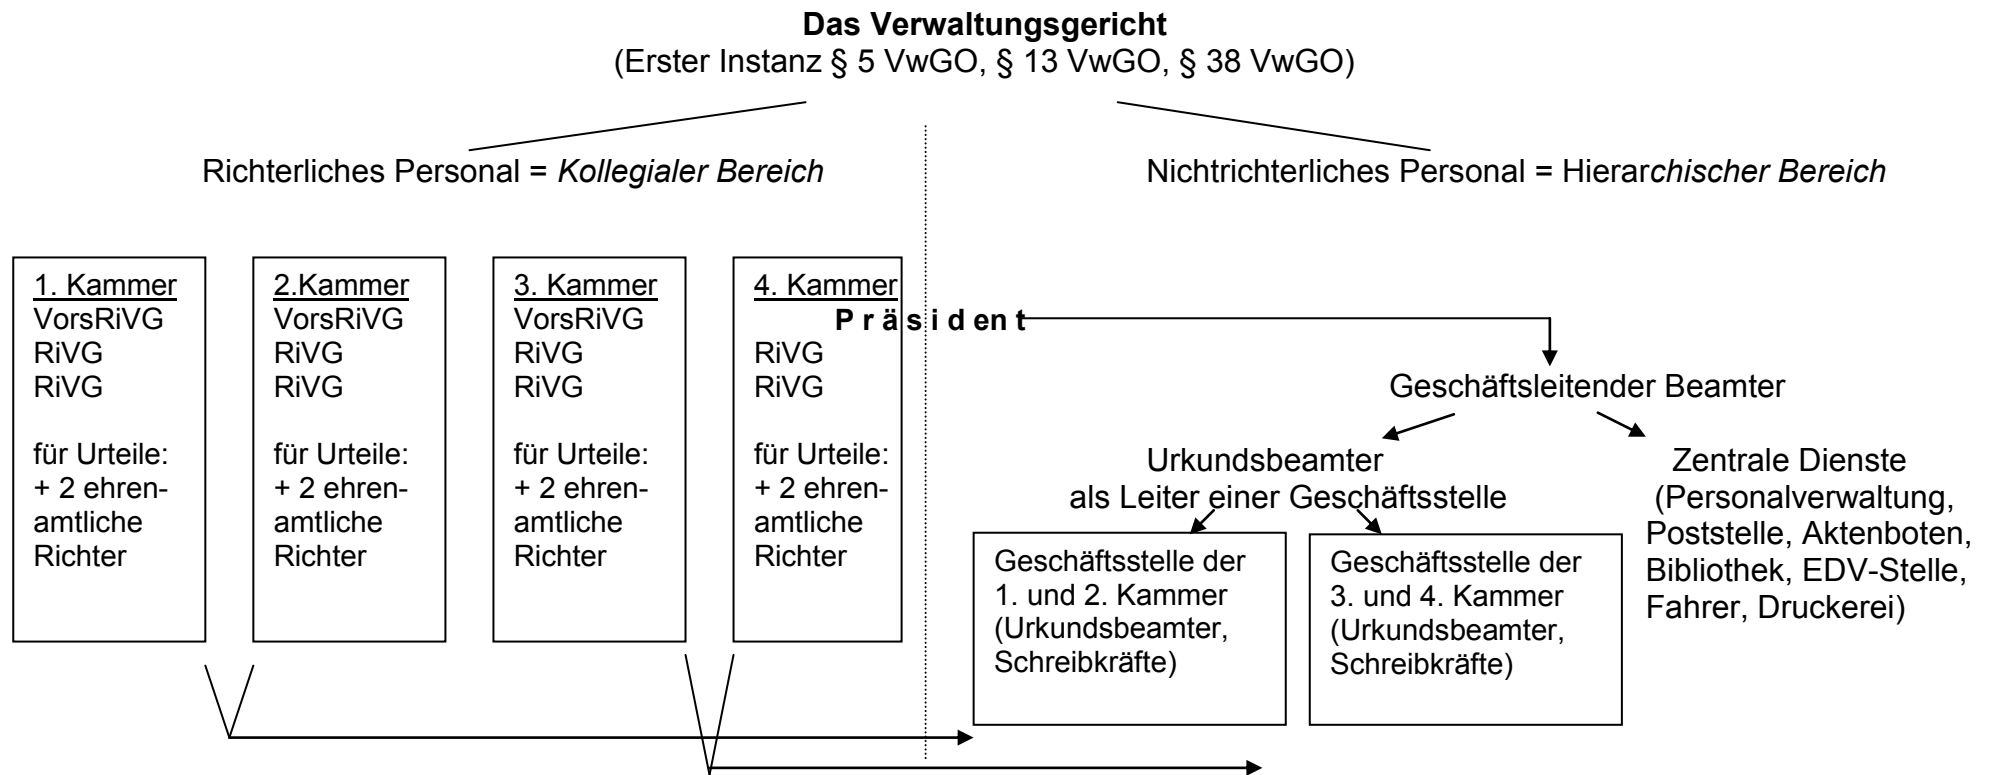 Das Verwaltungsgericht
(Erster Instanz § 5 VwGO, § 13 VwGO, § 38 VwGO)
Richterliches Personal = Kollegialer Bereich
Nichtrichterliches Personal = Hierarchischer Bereich
1. Kammer
VorsRiVG
RiVG
RiVG
für Urteile:
+ 2 ehren-
amtliche
Richter
2.Kammer
VorsRiVG
RiVG
RiVG
für Urteile:
+ 2 ehren-
amtliche
Richter
3. Kammer
VorsRiVG
RiVG
RiVG
für Urteile:
+ 2 ehren-
amtliche
Richter
4. Kammer
P r ä s i d en t
RiVG
RiVG
für Urteile:
+ 2 ehren-
amtliche
Richter
Geschäftsleitender Beamter
Urkundsbeamter
als Leiter einer Geschäftsstelle
Zentrale Dienste
(Personalverwaltung,
Poststelle, Aktenboten,
Bibliothek, EDV-Stelle,
Fahrer, Druckerei)
Geschäftsstelle der
1. und 2. Kammer
(Urkundsbeamter,
Schreibkräfte)
Geschäftsstelle der
3. und 4. Kammer
(Urkundsbeamter,
Schreibkräfte)